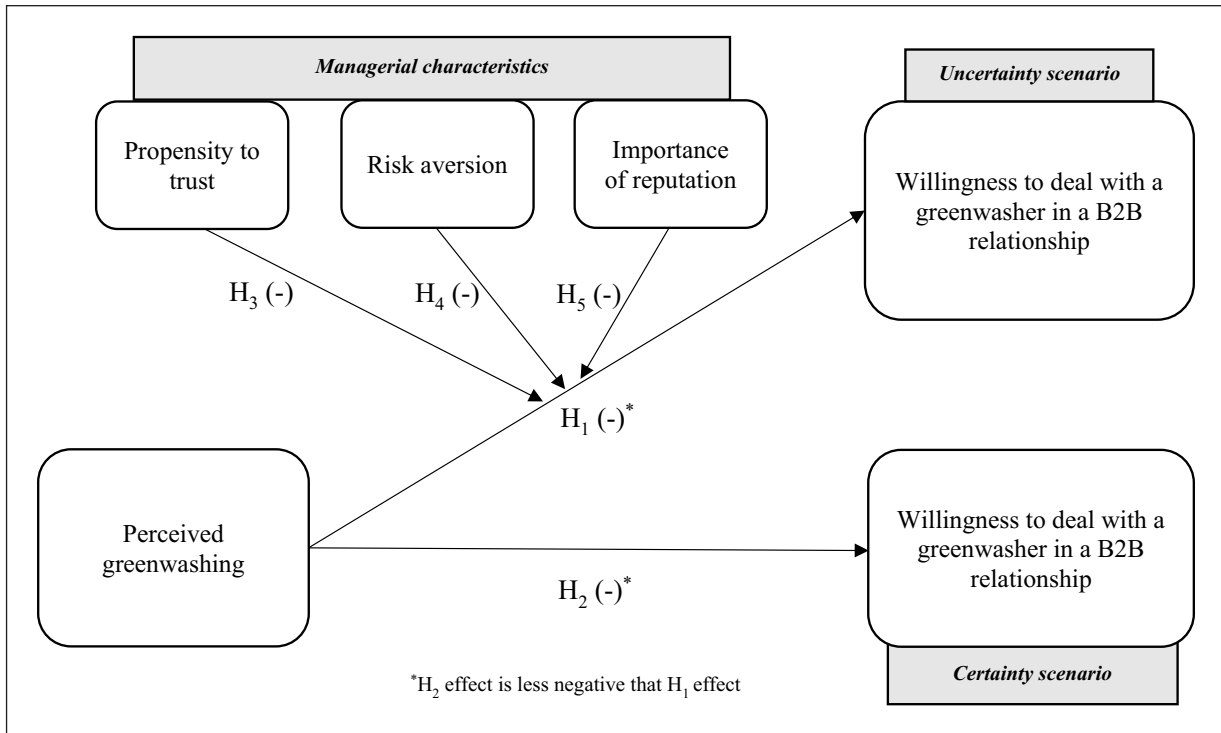 Managerial characteristics
Uncertainty scenario
Propensity to
trust
Risk aversion
Importance
of reputation
Willingness to deal with a
greenwasher in a B2B
relationship
H3 (-)
H4 (-)
H5 (-)
H1 (-)*
Perceived
greenwashing
Willingness to deal with a
greenwasher in a B2B
relationship
H2 (-)*
*H2 effect is less negative that H1 effect
Certainty scenario